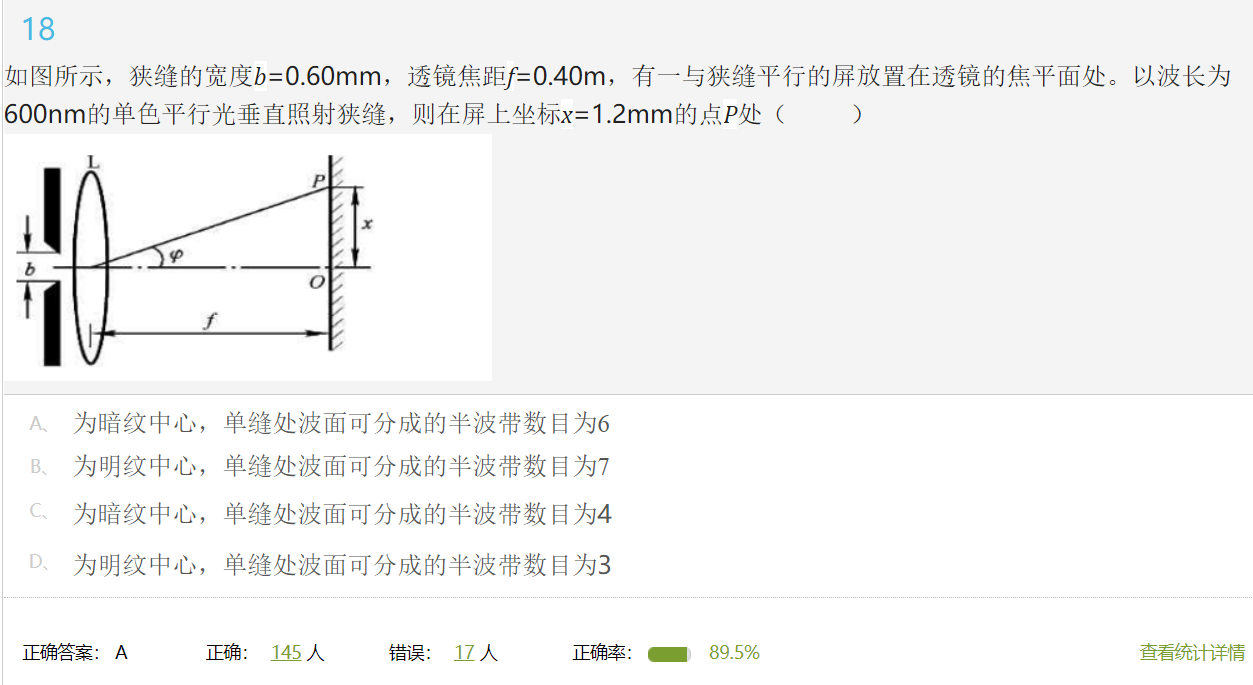 18
如图所示，狭缝的宽度b=0.60mm，透镜焦距f=0.40m，有一与狭缝平行的屏放置在透镜的焦平面处。以波长为
600nm的单色平行光垂直照射狭缝，则在屏上坐标x=1.2mm的点P处（ ）
L
P
x
φ
b
O
f
A、 为暗纹中心，单缝处波面可分成的半波带数目为6
B、 为明纹中心，单缝处波面可分成的半波带数目为7
C、 为暗纹中心，单缝处波面可分成的半波带数目为4
D、 为明纹中心，单缝处波面可分成的半波带数目为3
正确答案： A 正确： 145 人 错误： 17 人 正确率： 89.5% 查看统计详情